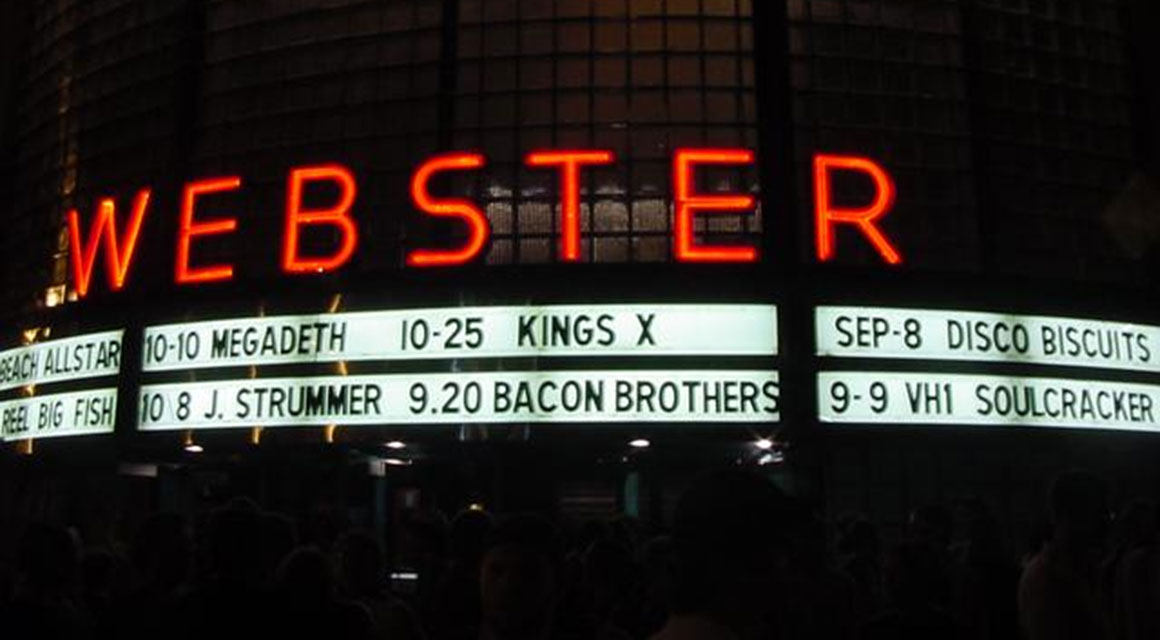 WEBSTER
BEACH ALLSTAR
REEL BIG FISH
10-10 MEGADETH 10-25 KINGS X
10 8 J. STRUMMER 9.20 BACON BROTHERS
SEP-8 DISCO BISCUITS
9-9 VH1 SOULCRACKER